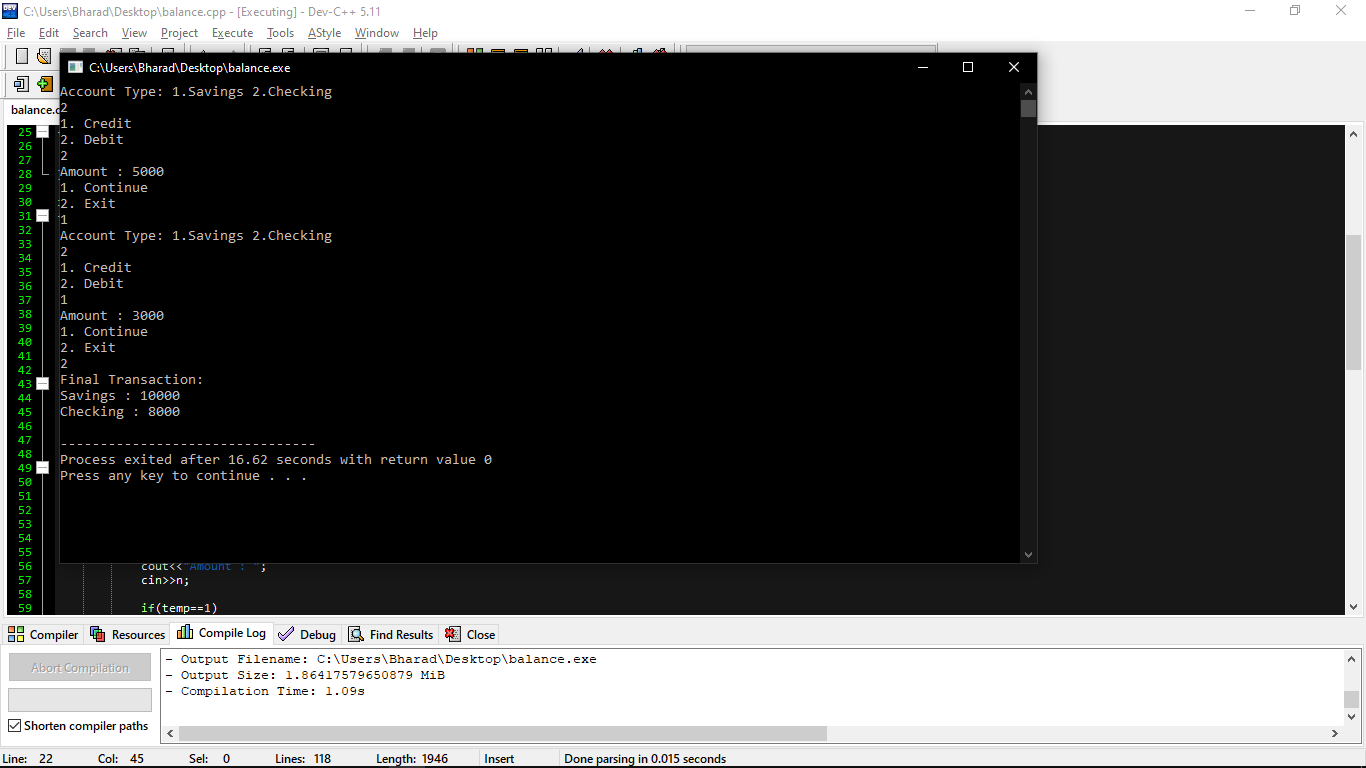 C:\Users\Bharad\Desktop\balance.cpp - [Executing] - Dev-C++ 5.11
File Edit Search View Project Execute Tools AStyle Window Help
C:\Users\Bharad\Desktop\balance.exe
Account Type: 1.Savings 2.Checking
2
1. Credit
2. Debit
2
Amount : 5000
1. Continue
2. Exit
1
Account Type: 1.Savings 2.Checking
2
1. Credit
2. Debit
1
Amount : 3000
1. Continue
2. Exit
2
Final Transaction:
Savings : 10000
Checking : 8000
--------------------------------
Process exited after 16.62 seconds with return value 0
Press any key to continue . . .
balance.c
25
26
27
28
29
30
31
32
33
34
35
36
37
38
39
40
41
42
43
44
45
46
47
48
49
50
51
52
53
54
55
56 cout<<"Amount : ";
57 cin>>n;
58
59 if(temp==1)
Compiler Resources Compile Log Debug Find Results Close
Abort Compilation
Shorten compiler paths
- Output Filename: C:\Users\Bharad\Desktop\balance.exe
- Output Size: 1.86417579650879 MiB
- Compilation Time: 1.09s
Line: 22 Col: 45 Sel: 0 Lines: 118 Length: 1946 Insert Done parsing in 0.015 seconds